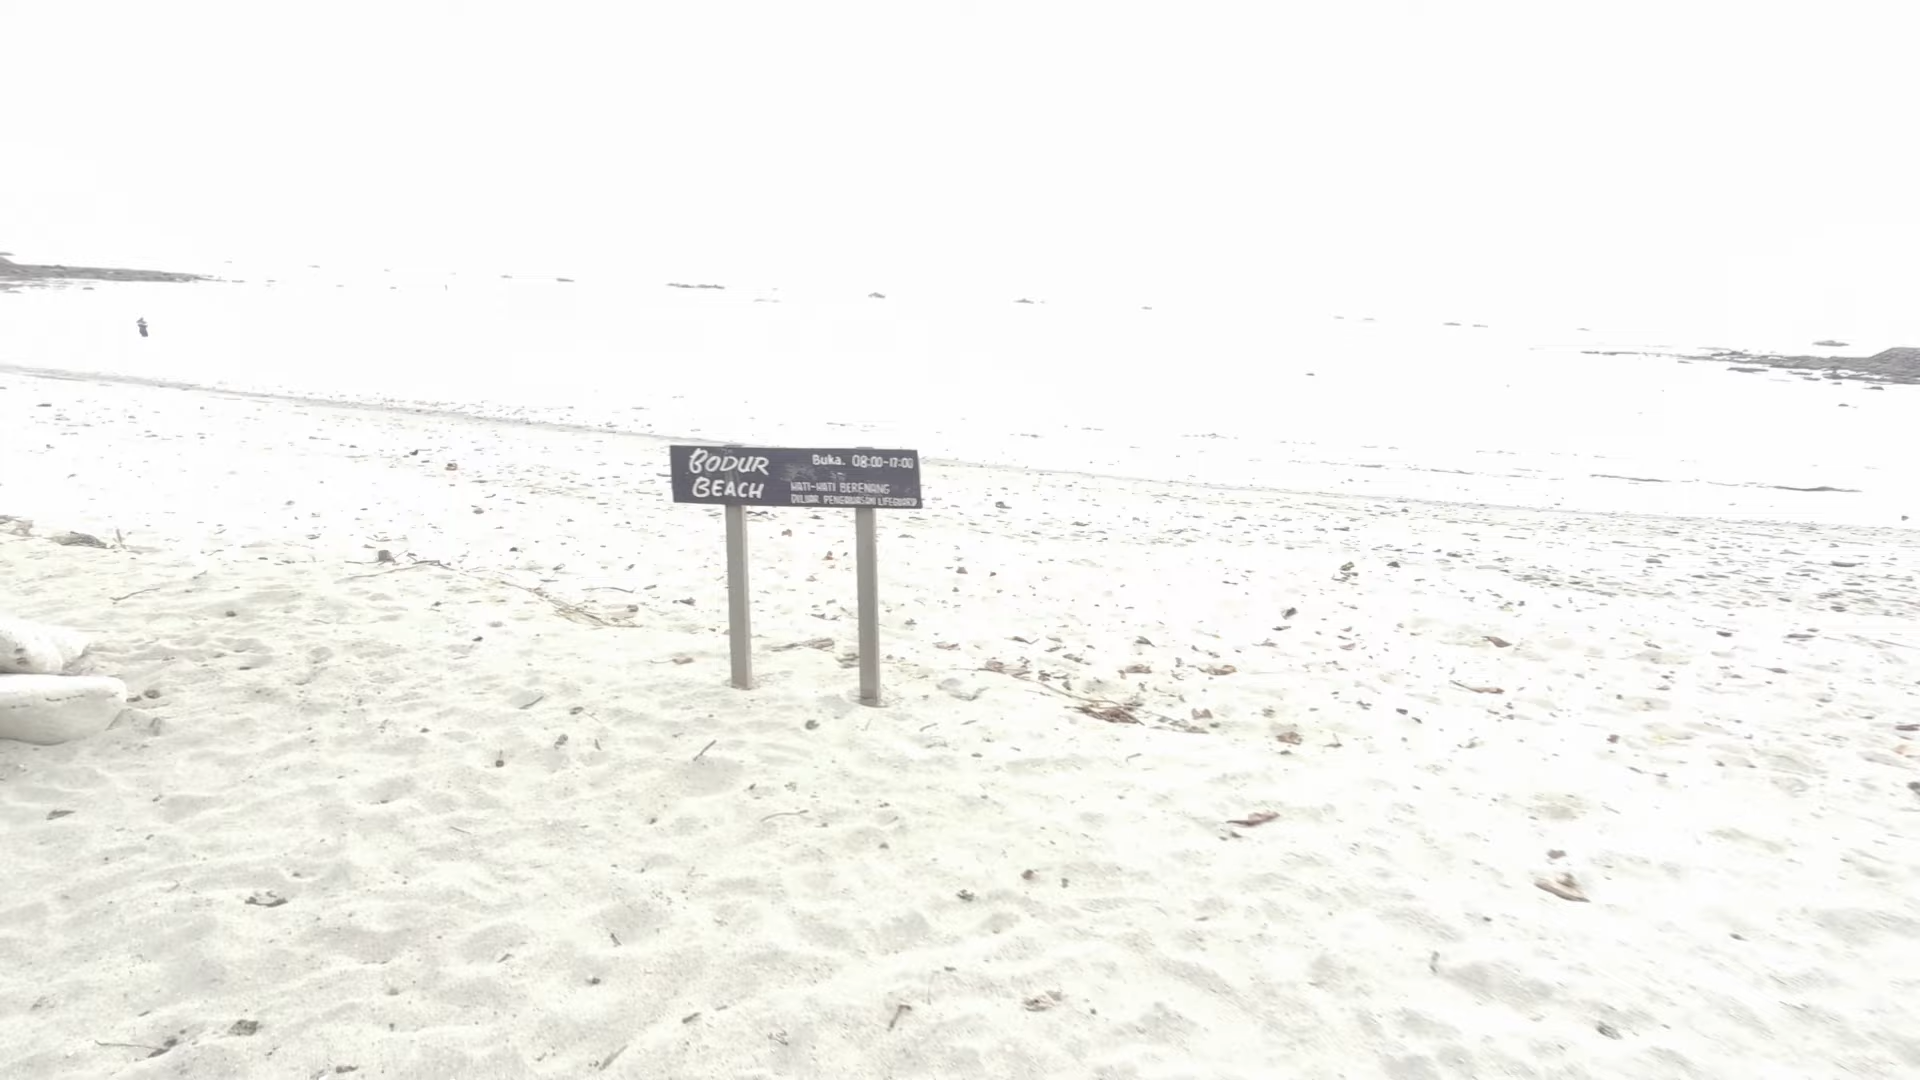 BODUR
BEACH
Buka. 08:00-17:00
HATI-HATI BERENANG
DILUAR PENGAWASAN LIFEGUARD